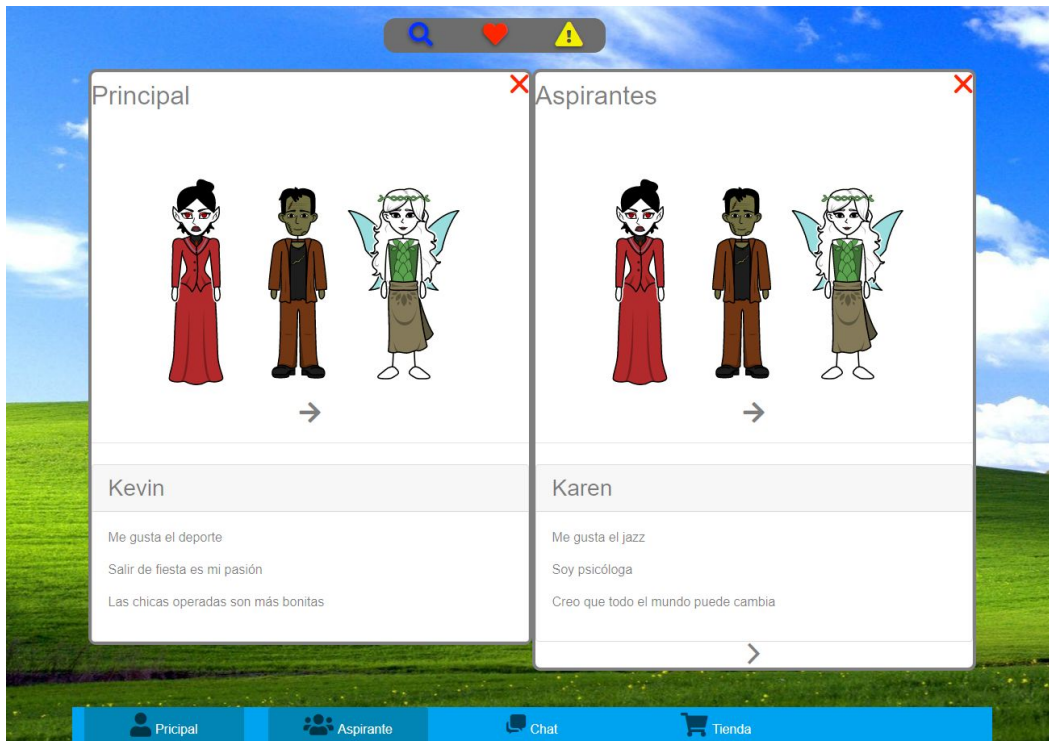 Principal
Kevin
Me gusta el deporte
Salir de fiesta es mi pasión
Las chicas operadas son más bonitas
Aspirantes
Karen
Me gusta el jazz
Soy psicóloga
Creo que todo el mundo puede cambia
Pricipal
Aspirante
Chat
Tienda